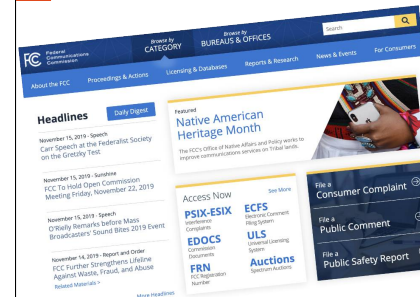 FCC Federal
Communications
Commission
Browse by
CATEGORY
Browse by
BUREAUS & OFFICES
Search
About the FCC
Proceedings & Actions
Licensing & Databases
Reports & Research
News & Events
For Consumers
Headlines
Daily Digest
November 15, 2019 - Speech
Carr Speech at the Federalist Society
on the Gretzky Test
November 15, 2019 - Sunshine
FCC To Hold Open Commission
Meeting Friday, November 22, 2019
November 15, 2019 - Speech
O'Rielly Remarks before Mass
Broadcasters' Sound Bites 2019 Event
November 14, 2019 - Report and Order
FCC Further Strengthens Lifeline
Against Waste, Fraud, and Abuse
Related Materials »
More Headlines
Featured
Native American
Heritage Month
The FCC's Office of Native Affairs and Policy works to
improve communications services on Tribal lands.
Access Now
See More
PSIX-ESIX
Interference
Complaints
ECFS
Electronic Comment
Filing System
EDOCS
Commission
Documents
ULS
Universal Licensing
System
FRN
FCC Registration
Number
Auctions
Spectrum Auctions
File a
Consumer Complaint
File a
Public Comment
File a
Public Safety Report